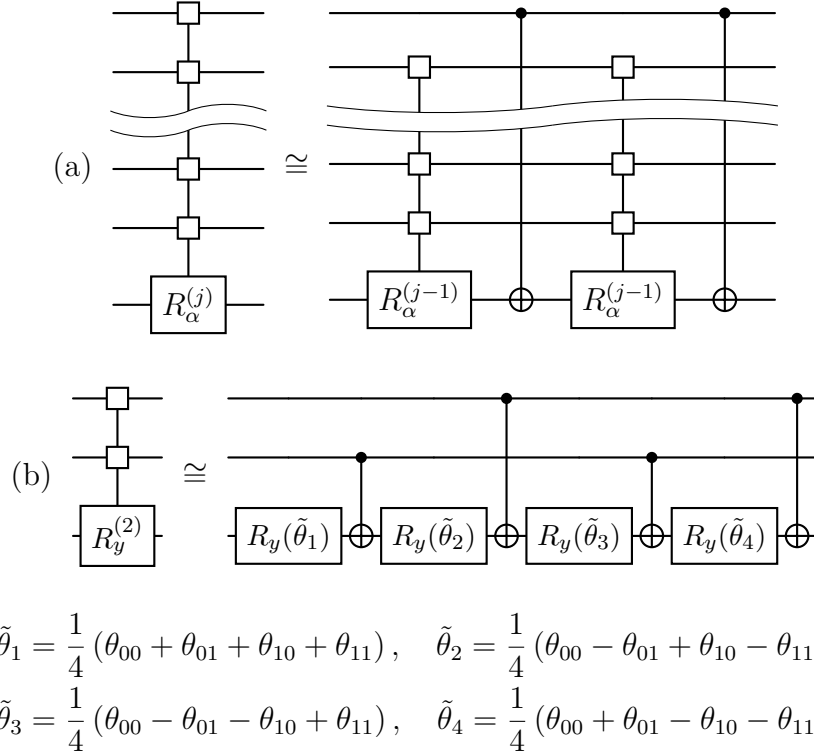 (a)
≅
R_α^{(j)}
R_α^{(j−1)}
R_α^{(j−1)}
(b)
≅
R_y^{(2)}
R_y(θ̃_1)
R_y(θ̃_2)
R_y(θ̃_3)
R_y(θ̃_4)
θ̃_1 = 1/4 (θ_00 + θ_01 + θ_10 + θ_11), θ̃_2 = 1/4 (θ_00 − θ_01 + θ_10 − θ_11
θ̃_3 = 1/4 (θ_00 − θ_01 − θ_10 + θ_11), θ̃_4 = 1/4 (θ_00 + θ_01 − θ_10 − θ_11